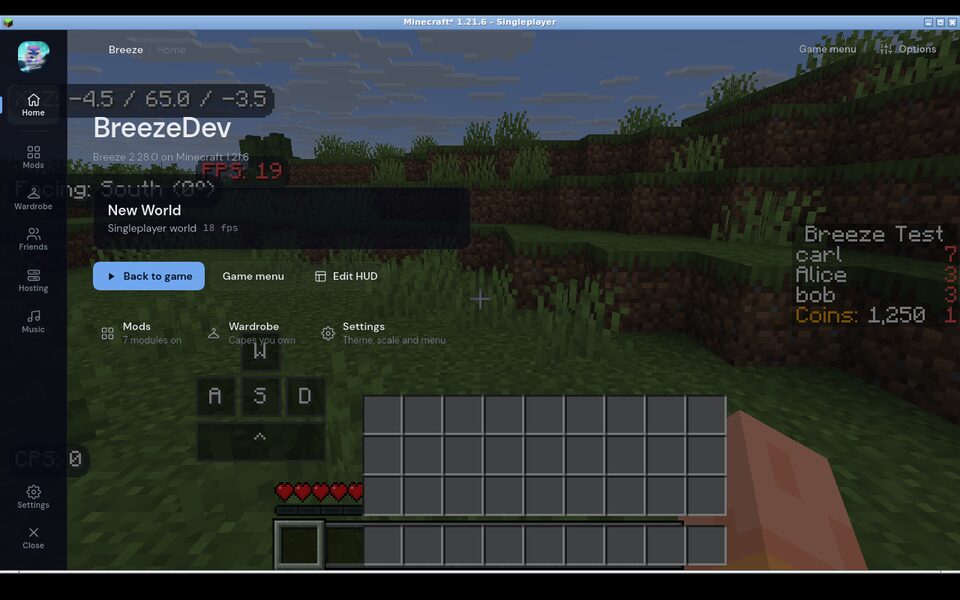 Minecraft* 1.21.6 - Singleplayer
Breeze / Home
Game menu / Options
-4.5 / 65.0 / -3.5
Home
BreezeDev
Breeze 2.28.0 on Minecraft 1.21.6
FPS: 19
Mods
Facing: South (0°)
Wardrobe
New World
Singleplayer world 18 fps
Friends
Breeze Test
carl 7
Alice 3
bob 3
Coins: 1,250 1
Back to game
Game menu
Edit HUD
Hosting
Music
Mods
7 modules on
Wardrobe
Capes you own
Settings
Theme, scale and menu
W
A S D
^
CPS: 0
Settings
Close